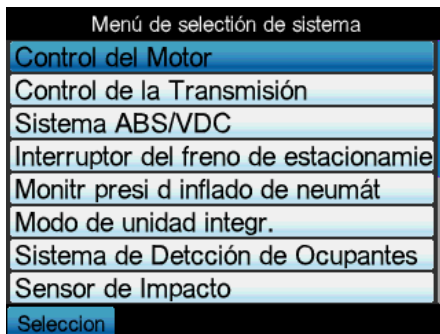 Menú de selectión de sistema
Control del Motor
Control de la Transmisión
Sistema ABS/VDC
Interruptor del freno de estacionamie
Monitr presi d inflado de neumát
Modo de unidad integr.
Sistema de Detcción de Ocupantes
Sensor de Impacto
Seleccion